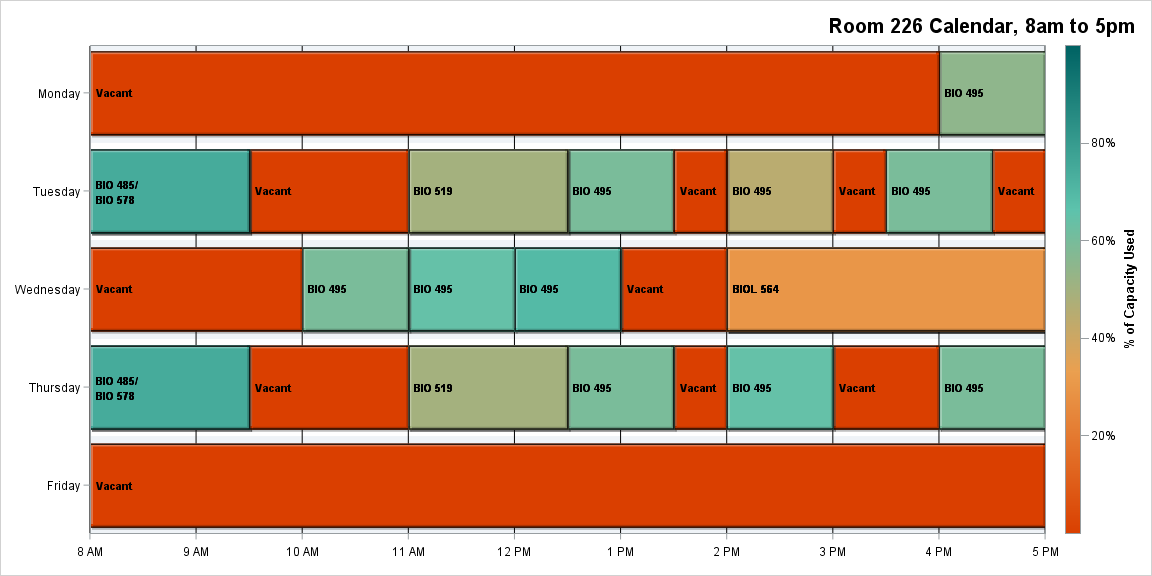 Room 226 Calendar, 8am to 5pm
Monday
Vacant
BIO 495
Tuesday
BIO 485/
BIO 578
Vacant
BIO 519
BIO 495
Vacant
BIO 495
Vacant
BIO 495
Vacant
Wednesday
Vacant
BIO 495
BIO 495
BIO 495
Vacant
BIOL 564
Thursday
BIO 485/
BIO 578
Vacant
BIO 519
BIO 495
Vacant
BIO 495
Vacant
BIO 495
Friday
Vacant
8 AM
9 AM
10 AM
11 AM
12 PM
1 PM
2 PM
3 PM
4 PM
5 PM
80%
60%
40%
20%
% of Capacity Used